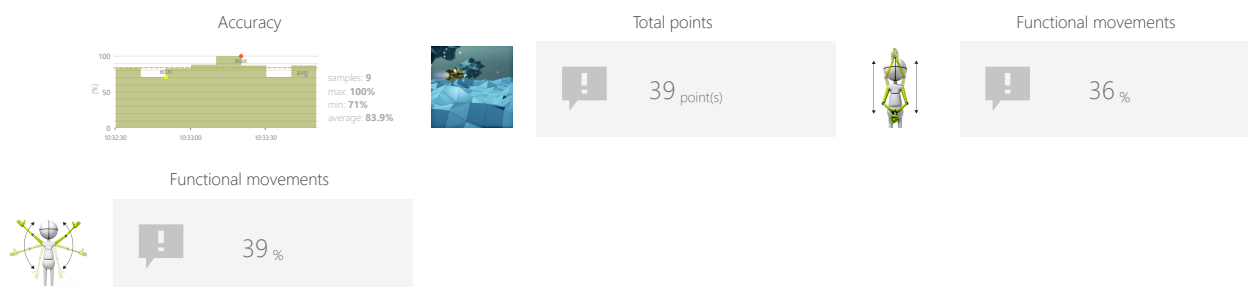 Accuracy
Total points
Functional movements
100
max
min
avg
[%]
50
0
10:32:30
10:33:00
10:33:30
samples: 9
max: 100%
min: 71%
average: 83.9%
39 point(s)
36 %
Functional movements
39 %